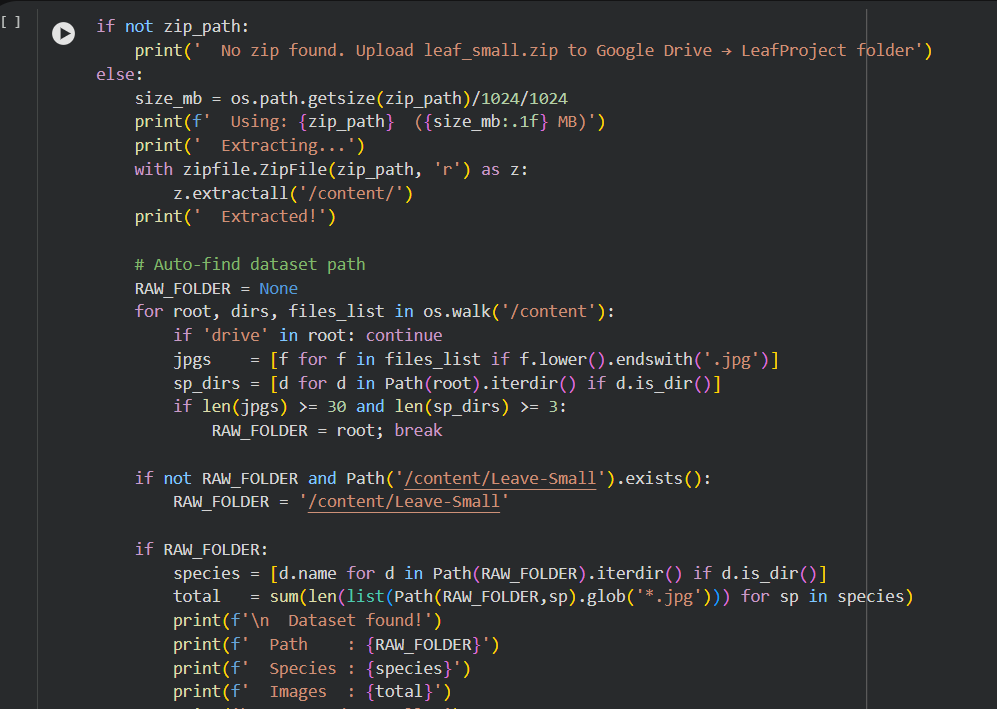 [ ]
if not zip_path:
    print('  No zip found. Upload leaf_small.zip to Google Drive → LeafProject folder')
else:
    size_mb = os.path.getsize(zip_path)/1024/1024
    print(f'  Using: {zip_path}  ({size_mb:.1f} MB)')
    print('  Extracting...')
    with zipfile.ZipFile(zip_path, 'r') as z:
        z.extractall('/content/')
    print('  Extracted!')

    # Auto-find dataset path
    RAW_FOLDER = None
    for root, dirs, files_list in os.walk('/content'):
        if 'drive' in root: continue
        jpgs    = [f for f in files_list if f.lower().endswith('.jpg')]
        sp_dirs = [d for d in Path(root).iterdir() if d.is_dir()]
        if len(jpgs) >= 30 and len(sp_dirs) >= 3:
            RAW_FOLDER = root; break

    if not RAW_FOLDER and Path('/content/Leave-Small').exists():
        RAW_FOLDER = '/content/Leave-Small'

    if RAW_FOLDER:
        species = [d.name for d in Path(RAW_FOLDER).iterdir() if d.is_dir()]
        total   = sum(len(list(Path(RAW_FOLDER,sp).glob('*.jpg'))) for sp in species)
        print(f'\n  Dataset found!')
        print(f'  Path    : {RAW_FOLDER}')
        print(f'  Species : {species}')
        print(f'  Images  : {total}')